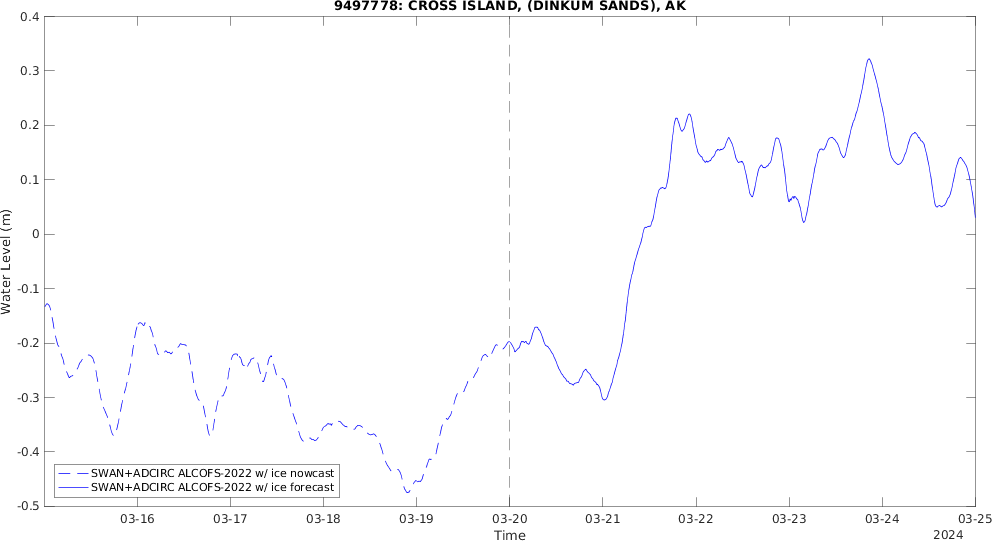 9497778: CROSS ISLAND, (DINKUM SANDS), AK
0.4
0.3
0.2
0.1
0
-0.1
-0.2
-0.3
-0.4
-0.5
Water Level (m)
SWAN+ADCIRC ALCOFS-2022 w/ ice nowcast
SWAN+ADCIRC ALCOFS-2022 w/ ice forecast
03-16 03-17 03-18 03-19 03-20 03-21 03-22 03-23 03-24 03-25
Time
2024